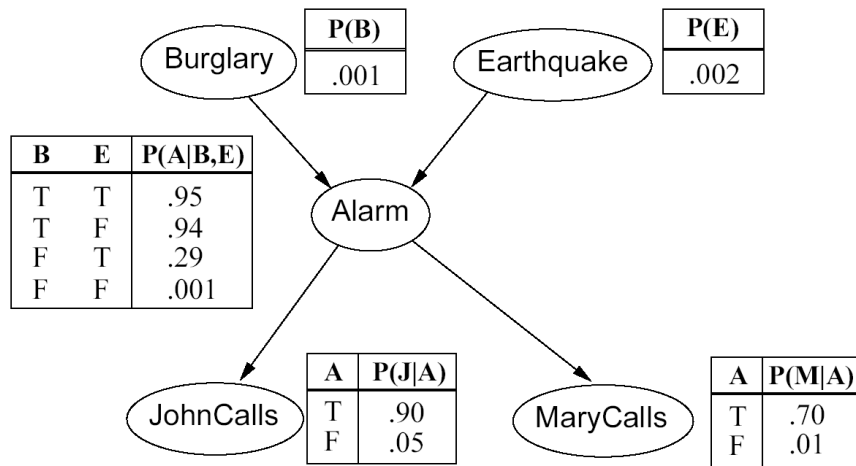 Burglary
P(B)
.001
Earthquake
P(E)
.002
B E P(A|B,E)
T T .95
T F .94
F T .29
F F .001
Alarm
JohnCalls
A P(J|A)
T .90
F .05
MaryCalls
A P(M|A)
T .70
F .01